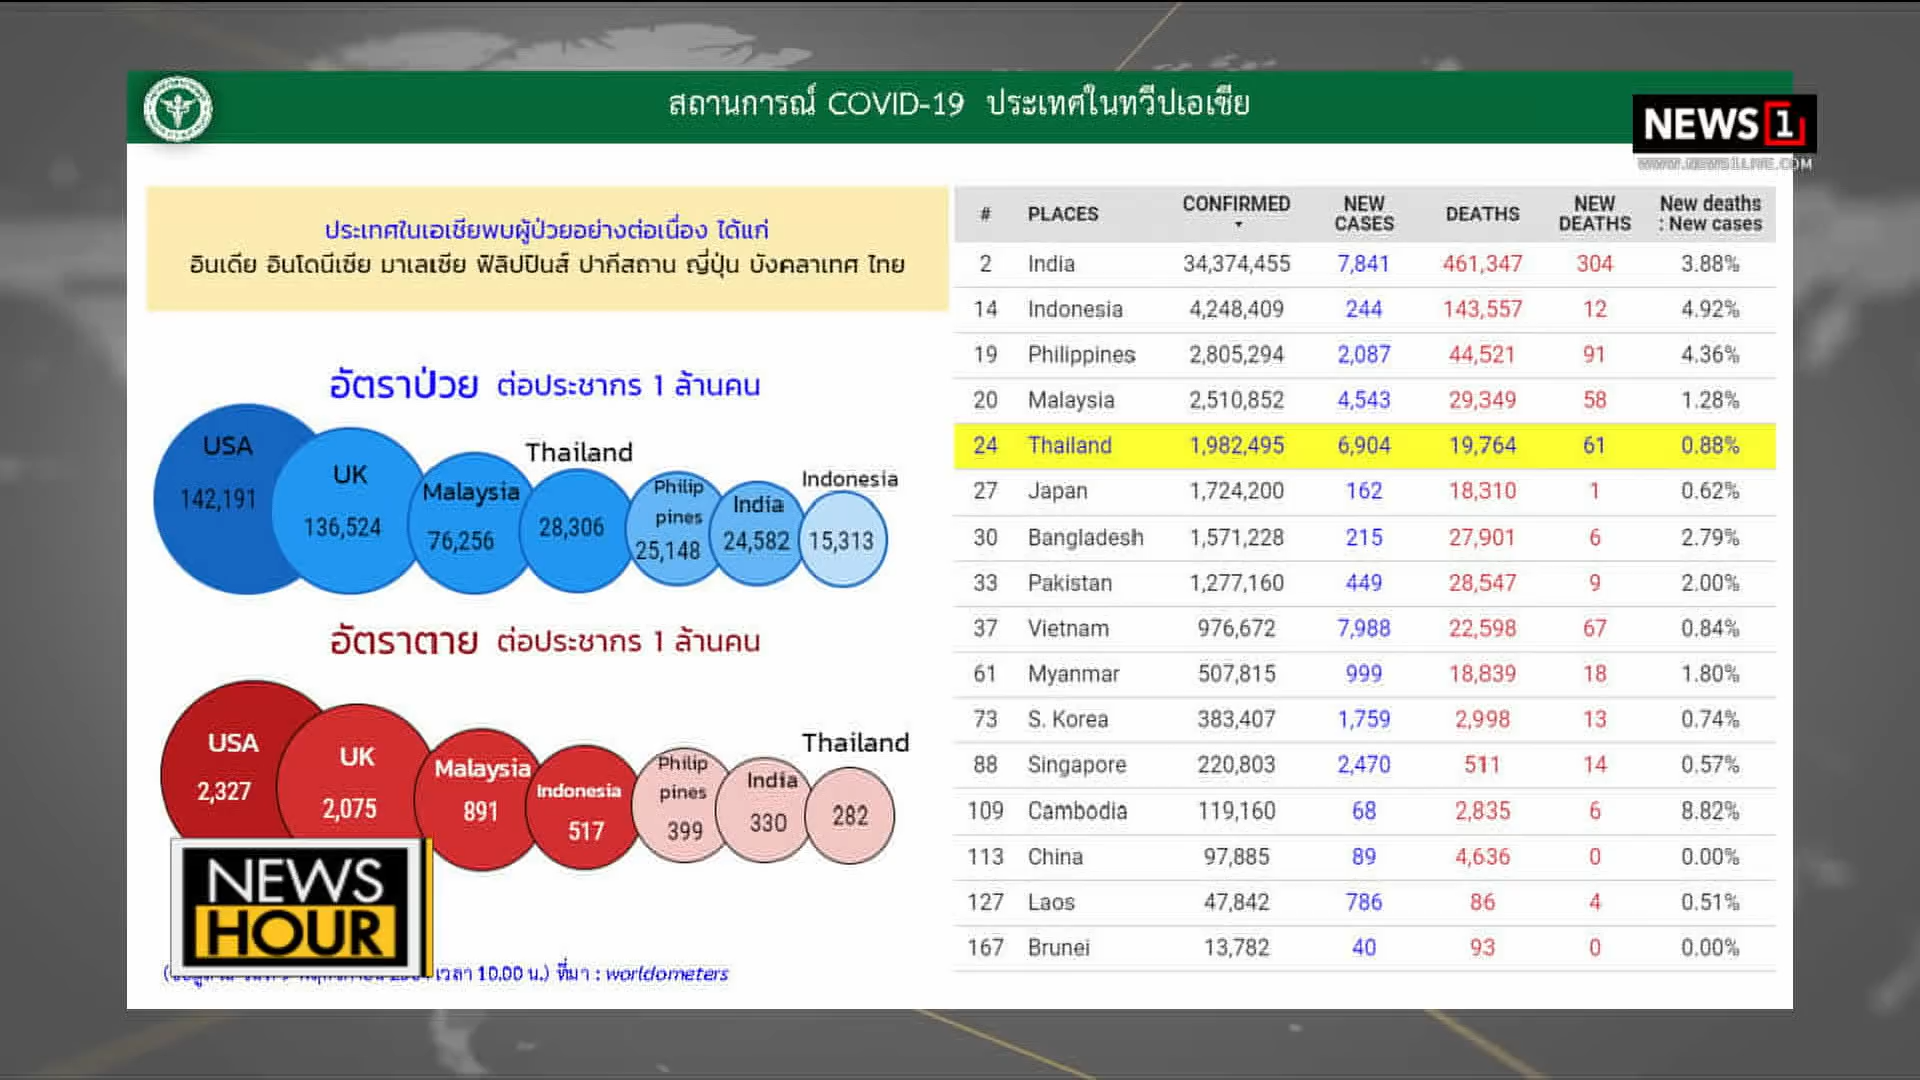 สถานการณ์ COVID-19 ประเทศในทวีปเอเชีย
NEWS 1
WWW.NEWS1LIVE.COM
ประเทศในเอเชียพบผู้ป่วยอย่างต่อเนื่อง ได้แก่
อินเดีย อินโดนีเซีย มาเลเซีย ฟิลิปปินส์ ปากีสถาน ญี่ปุ่น บังคลาเทศ ไทย
อัตราป่วย ต่อประชากร 1 ล้านคน
USA 142,191
UK 136,524
Malaysia 76,256
Thailand 28,306
Philip pines 25,148
India 24,582
Indonesia 15,313
อัตราตาย ต่อประชากร 1 ล้านคน
USA 2,327
UK 2,075
Malaysia 891
Indonesia 517
Philip pines 399
India 330
Thailand 282
NEWS
HOUR
เวลา 10.00 น.) ที่มา : worldometers
# PLACES CONFIRMED NEW CASES DEATHS NEW DEATHS New deaths : New cases
2 India 34,374,455 7,841 461,347 304 3.88%
14 Indonesia 4,248,409 244 143,557 12 4.92%
19 Philippines 2,805,294 2,087 44,521 91 4.36%
20 Malaysia 2,510,852 4,543 29,349 58 1.28%
24 Thailand 1,982,495 6,904 19,764 61 0.88%
27 Japan 1,724,200 162 18,310 1 0.62%
30 Bangladesh 1,571,228 215 27,901 6 2.79%
33 Pakistan 1,277,160 449 28,547 9 2.00%
37 Vietnam 976,672 7,988 22,598 67 0.84%
61 Myanmar 507,815 999 18,839 18 1.80%
73 S. Korea 383,407 1,759 2,998 13 0.74%
88 Singapore 220,803 2,470 511 14 0.57%
109 Cambodia 119,160 68 2,835 6 8.82%
113 China 97,885 89 4,636 0 0.00%
127 Laos 47,842 786 86 4 0.51%
167 Brunei 13,782 40 93 0 0.00%